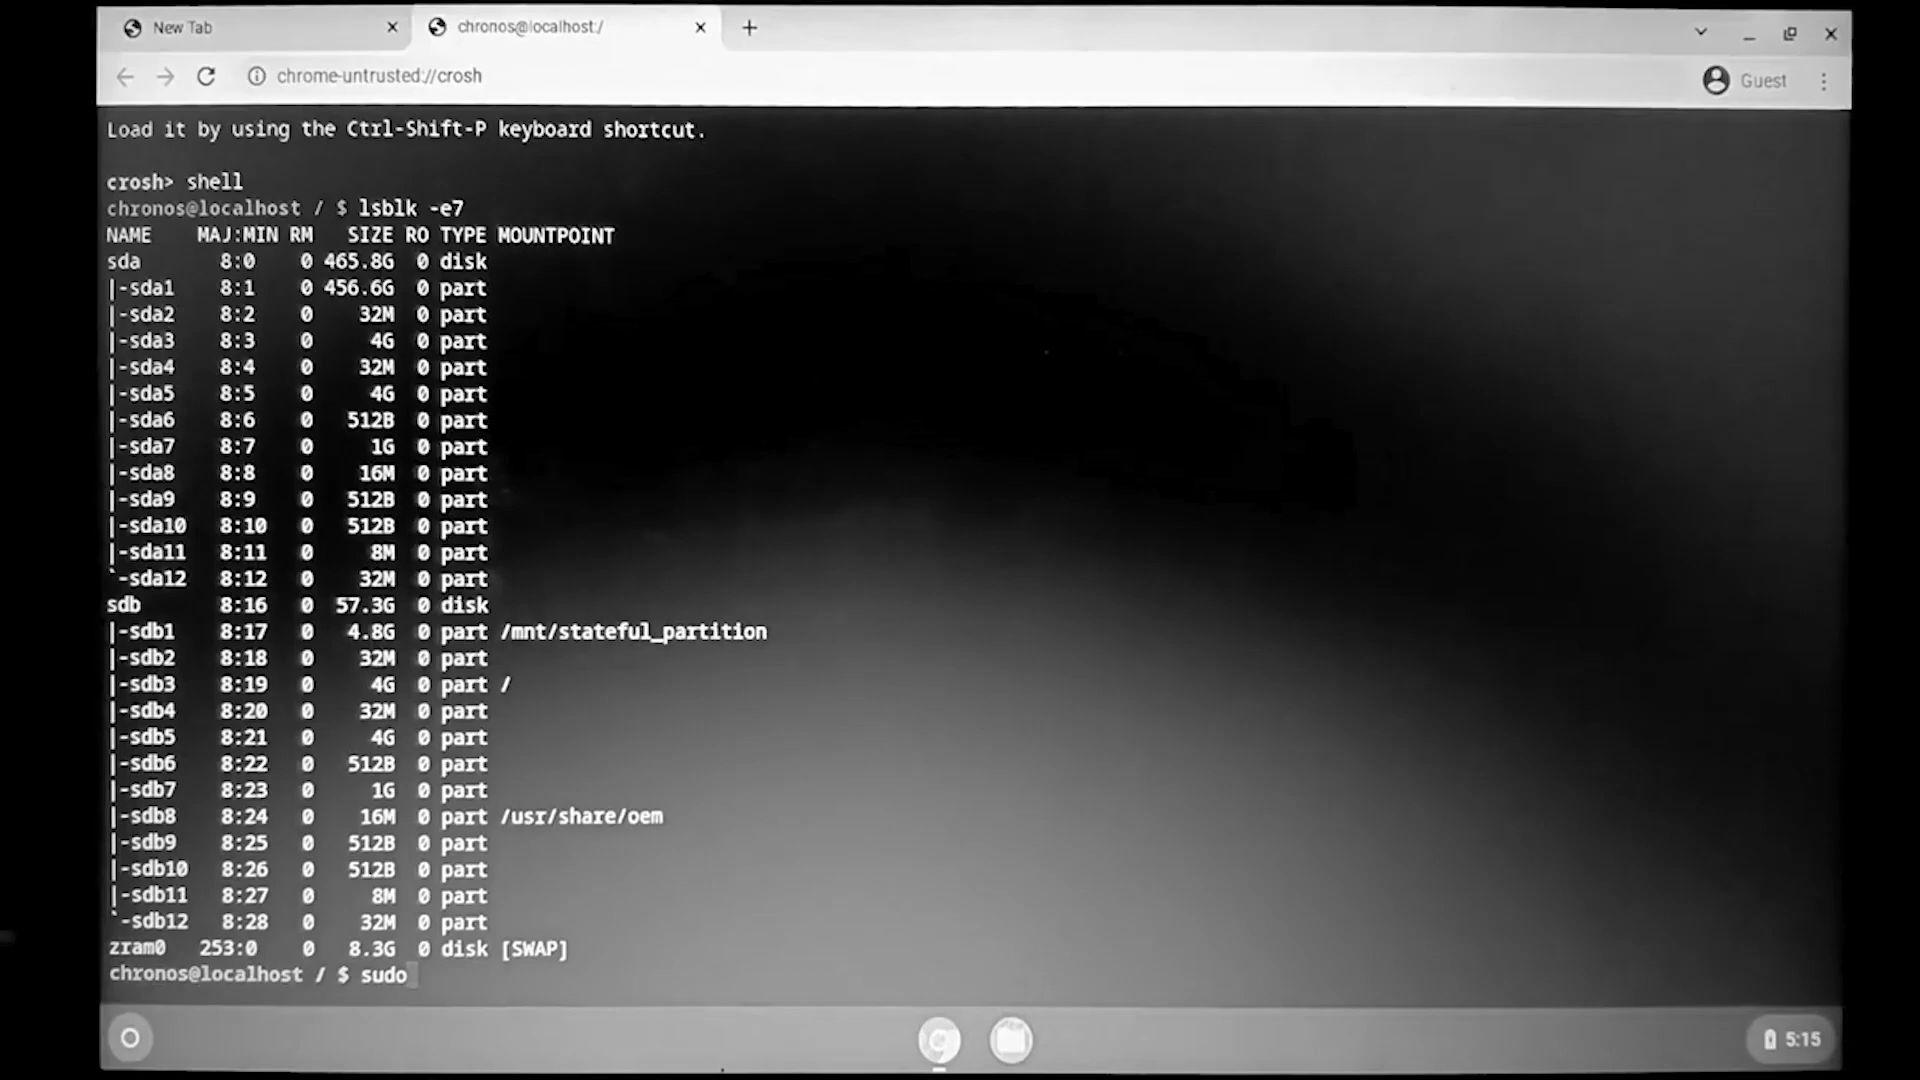 New Tab
chronos@localhost:/
chrome-untrusted://crosh
Guest
Load it by using the Ctrl-Shift-P keyboard shortcut.
crosh> shell
chronos@localhost / $ lsblk -e7
NAME MAJ:MIN RM SIZE RO TYPE MOUNTPOINT
sda 8:0 0 465.8G 0 disk
|-sda1 8:1 0 456.6G 0 part
|-sda2 8:2 0 32M 0 part
|-sda3 8:3 0 4G 0 part
|-sda4 8:4 0 32M 0 part
|-sda5 8:5 0 4G 0 part
|-sda6 8:6 0 512B 0 part
|-sda7 8:7 0 1G 0 part
|-sda8 8:8 0 16M 0 part
|-sda9 8:9 0 512B 0 part
|-sda10 8:10 0 512B 0 part
|-sda11 8:11 0 8M 0 part
`-sda12 8:12 0 32M 0 part
sdb 8:16 0 57.3G 0 disk
|-sdb1 8:17 0 4.8G 0 part /mnt/stateful_partition
|-sdb2 8:18 0 32M 0 part
|-sdb3 8:19 0 4G 0 part /
|-sdb4 8:20 0 32M 0 part
|-sdb5 8:21 0 4G 0 part
|-sdb6 8:22 0 512B 0 part
|-sdb7 8:23 0 1G 0 part
|-sdb8 8:24 0 16M 0 part /usr/share/oem
|-sdb9 8:25 0 512B 0 part
|-sdb10 8:26 0 512B 0 part
|-sdb11 8:27 0 8M 0 part
`-sdb12 8:28 0 32M 0 part
zram0 253:0 0 8.3G 0 disk [SWAP]
chronos@localhost / $ sudo
5:15